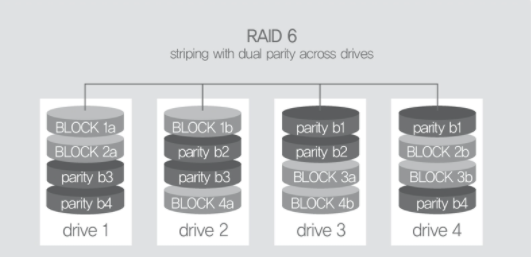 RAID 6
striping with dual parity across drives
BLOCK 1a
BLOCK 2a
parity b3
parity b4
drive 1
BLOCK 1b
parity b2
parity b3
BLOCK 4a
drive 2
parity b1
parity b2
BLOCK 3a
BLOCK 4b
drive 3
parity b1
BLOCK 2b
BLOCK 3b
parity b4
drive 4